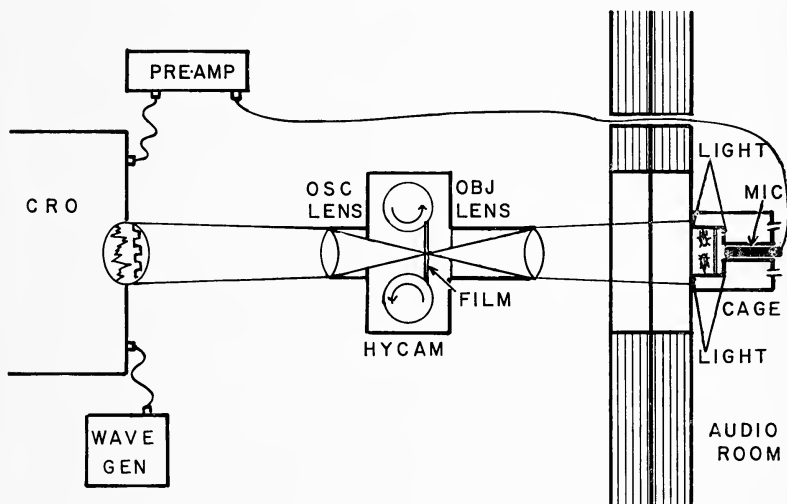 PRE-AMP
CRO
OSC
LENS
OBJ
LENS
LIGHT
MIC
FILM
HYCAM
CAGE
LIGHT
WAVE
GEN
AUDIO
ROOM